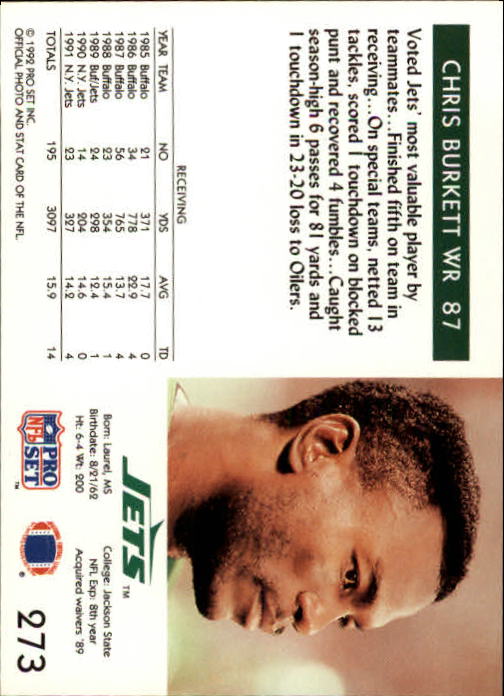 CHRIS BURKETT WR 87
Voted Jets' most valuable player by
teammates...Finished fifth on team in
receiving...On special teams, netted 13
tackles, scored 1 touchdown on blocked
punt and recovered 4 fumbles...Caught
season-high 6 passes for 81 yards and
1 touchdown in 23-20 loss to Oilers.
RECEIVING
YEAR TEAM NO YDS AVG TD
1985 Buffalo 21 371 17.7 0
1986 Buffalo 34 778 22.9 4
1987 Buffalo 56 765 13.7 4
1988 Buffalo 23 354 15.4 1
1989 Buf/Jets 24 298 12.4 1
1990 N.Y. Jets 14 204 14.6 0
1991 N.Y. Jets 23 327 14.2 4
TOTALS 195 3097 15.9 14
© 1992 PRO SET INC.
OFFICIAL PHOTO AND STAT CARD OF THE NFL
JETS™
Born: Laurel, MS
Birthdate: 8/21/62
Ht: 6-4 Wt: 200
College: Jackson State
NFL Exp: 8th year
Acquired waivers '89
NFL PRO SET ™
®
273